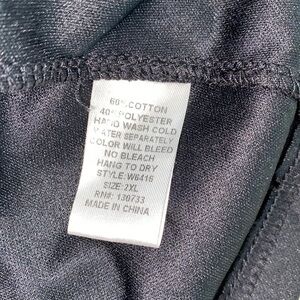 60% COTTON
40% POLYESTER
HAND WASH COLD
WATER SEPARATELY
COLOR WILL BLEED
NO BLEACH
HANG TO DRY
STYLE: W6416
SIZE: 2XL
RN#: 130733
MADE IN CHINA